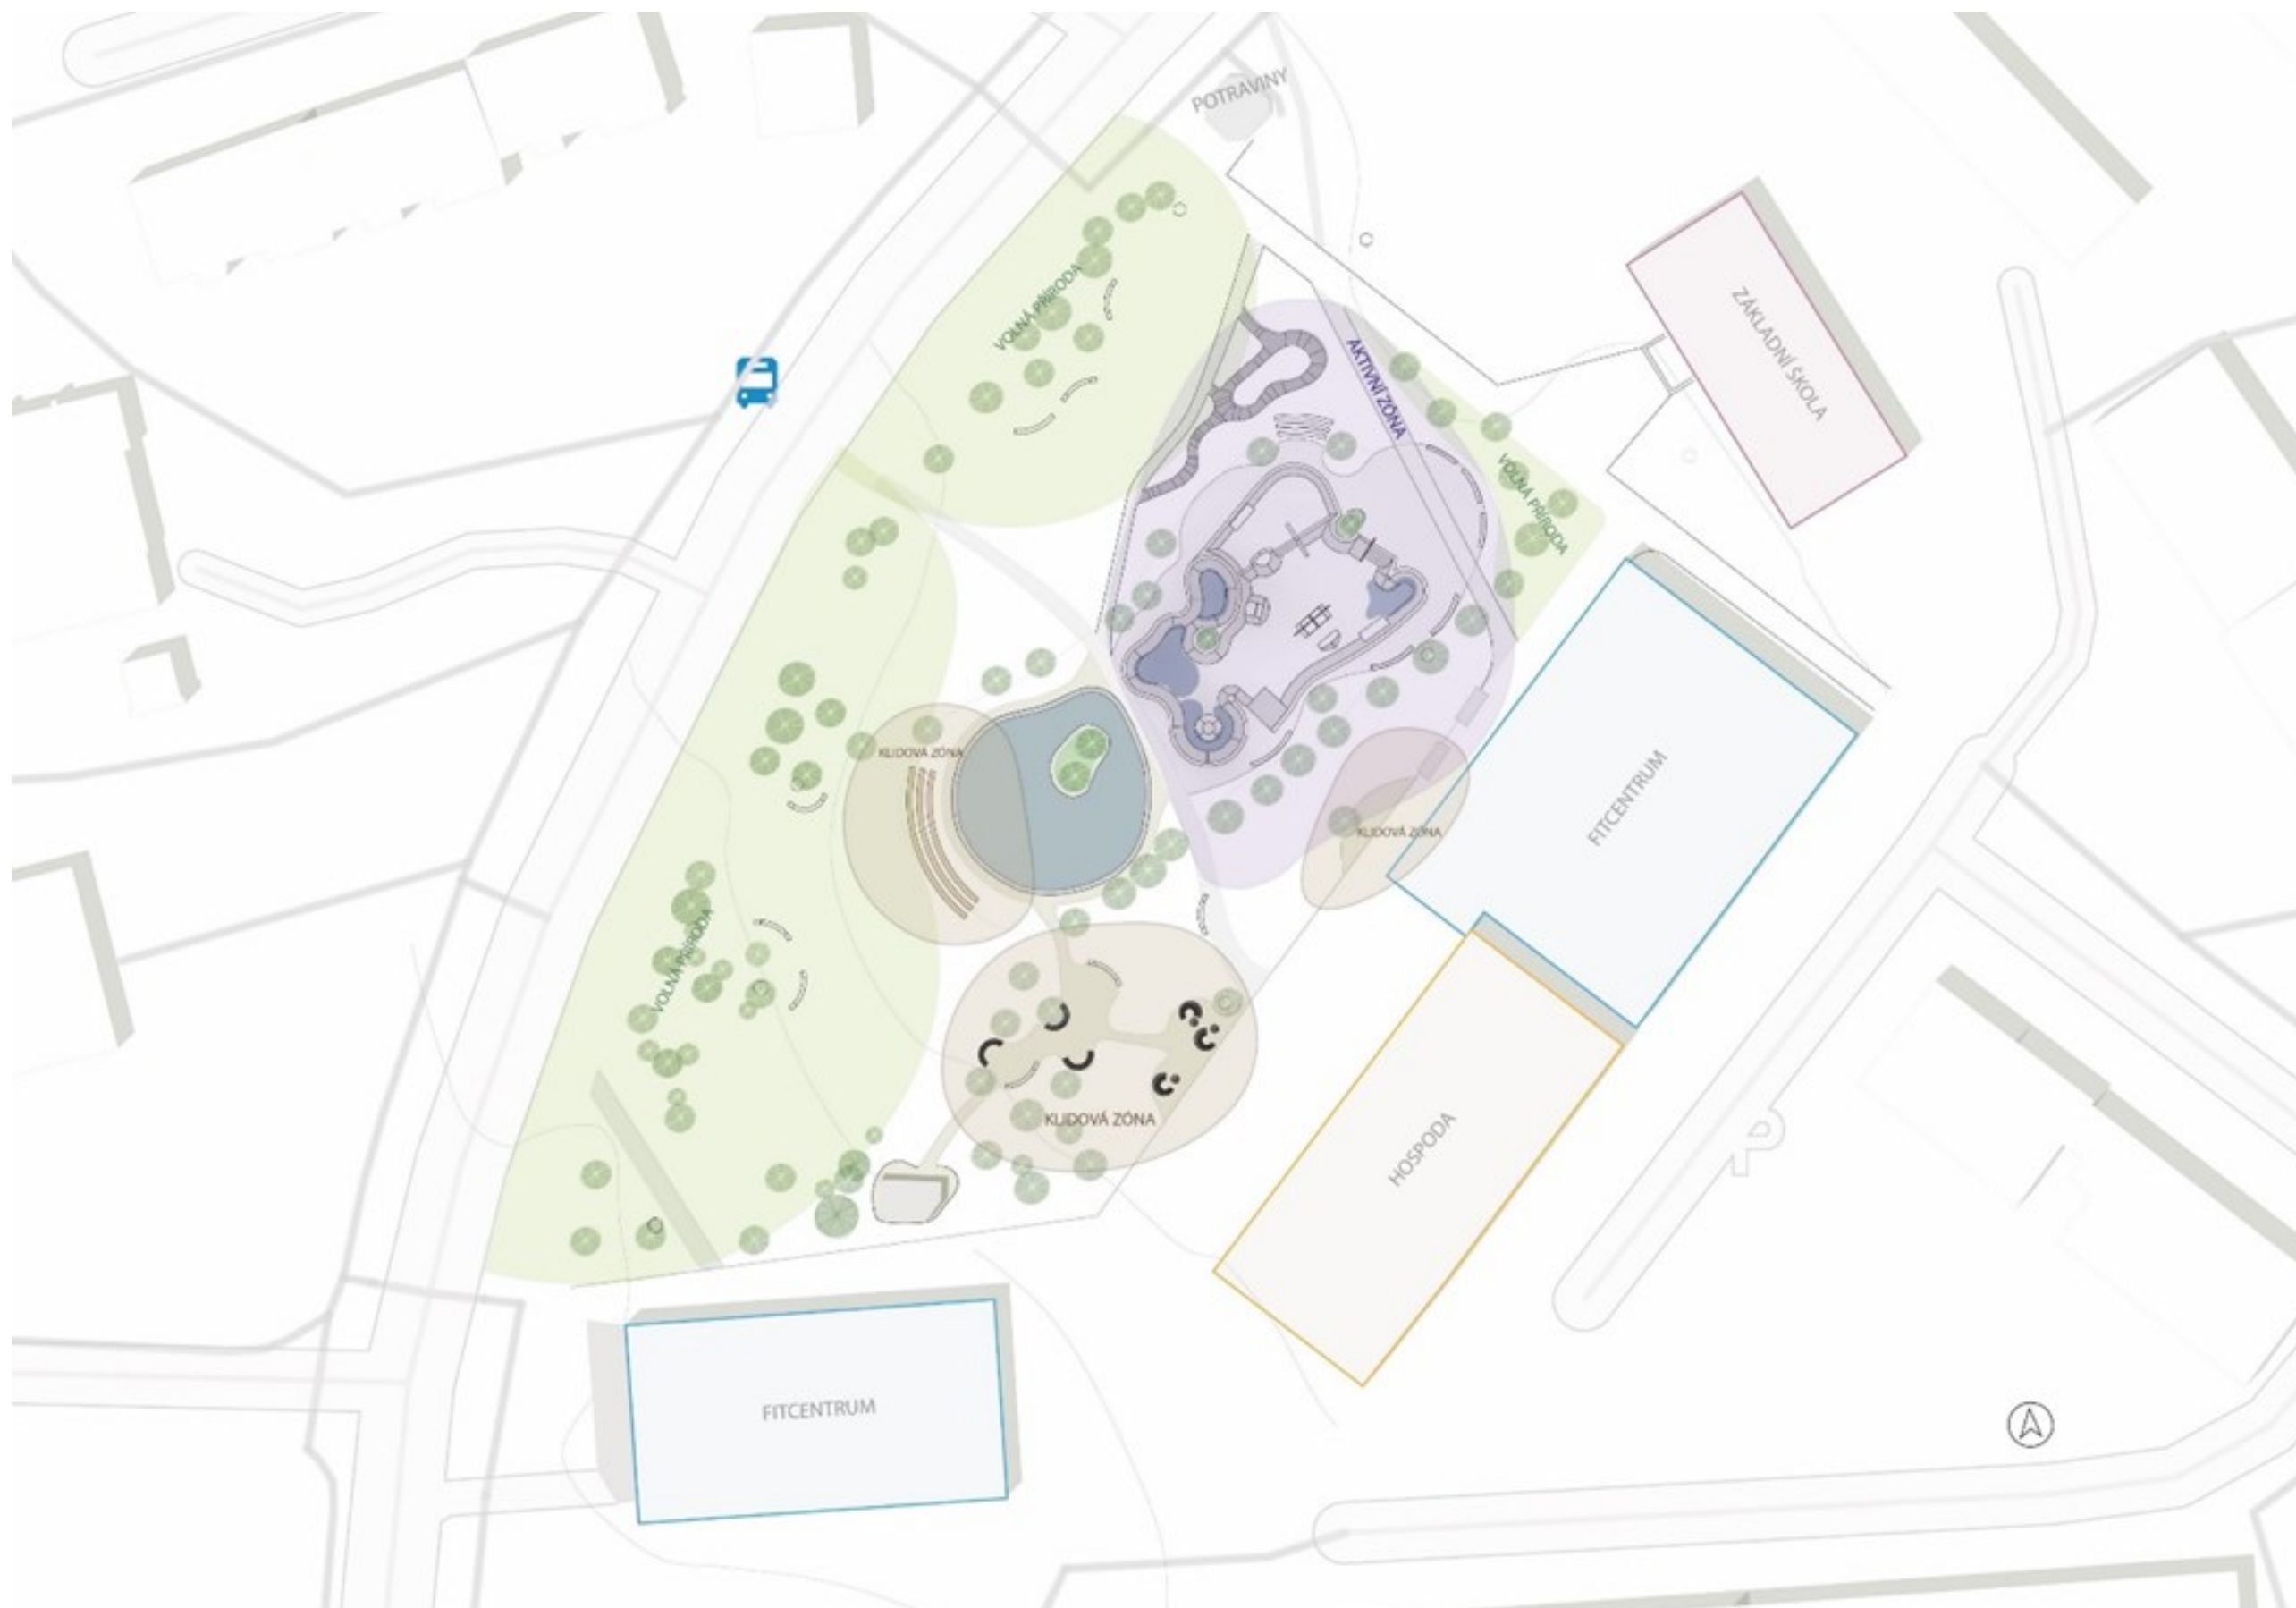 POTRAVINY
VOLNÁ PŘÍRODA
ZÁKLADNÍ ŠKOLA
AKTIVNÍ ZÓNA
VOLNÁ PŘÍRODA
KLIDOVÁ ZÓNA
KLIDOVÁ ZÓNA
FITCENTRUM
VOLNÁ PŘÍRODA
KLIDOVÁ ZÓNA
HOSPODA
P
FITCENTRUM